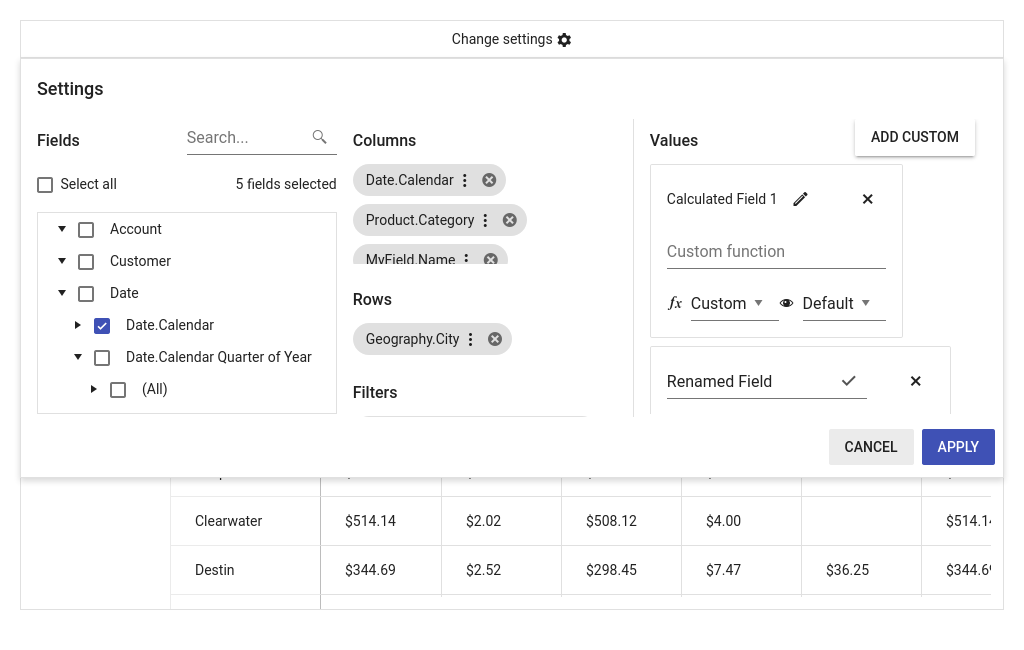 Change settings
Settings
Fields
Search...
Select all
5 fields selected
Account
Customer
Date
Date.Calendar
Date.Calendar Quarter of Year
(All)
Columns
Date.Calendar
Product.Category
MyField.Name
Rows
Geography.City
Filters
Values
ADD CUSTOM
Calculated Field 1
Custom function
fx Custom Default
Renamed Field
CANCEL APPLY
Clearwater $514.14 $2.02 $508.12 $4.00 $514.14
Destin $344.69 $2.52 $298.45 $7.47 $36.25 $344.69